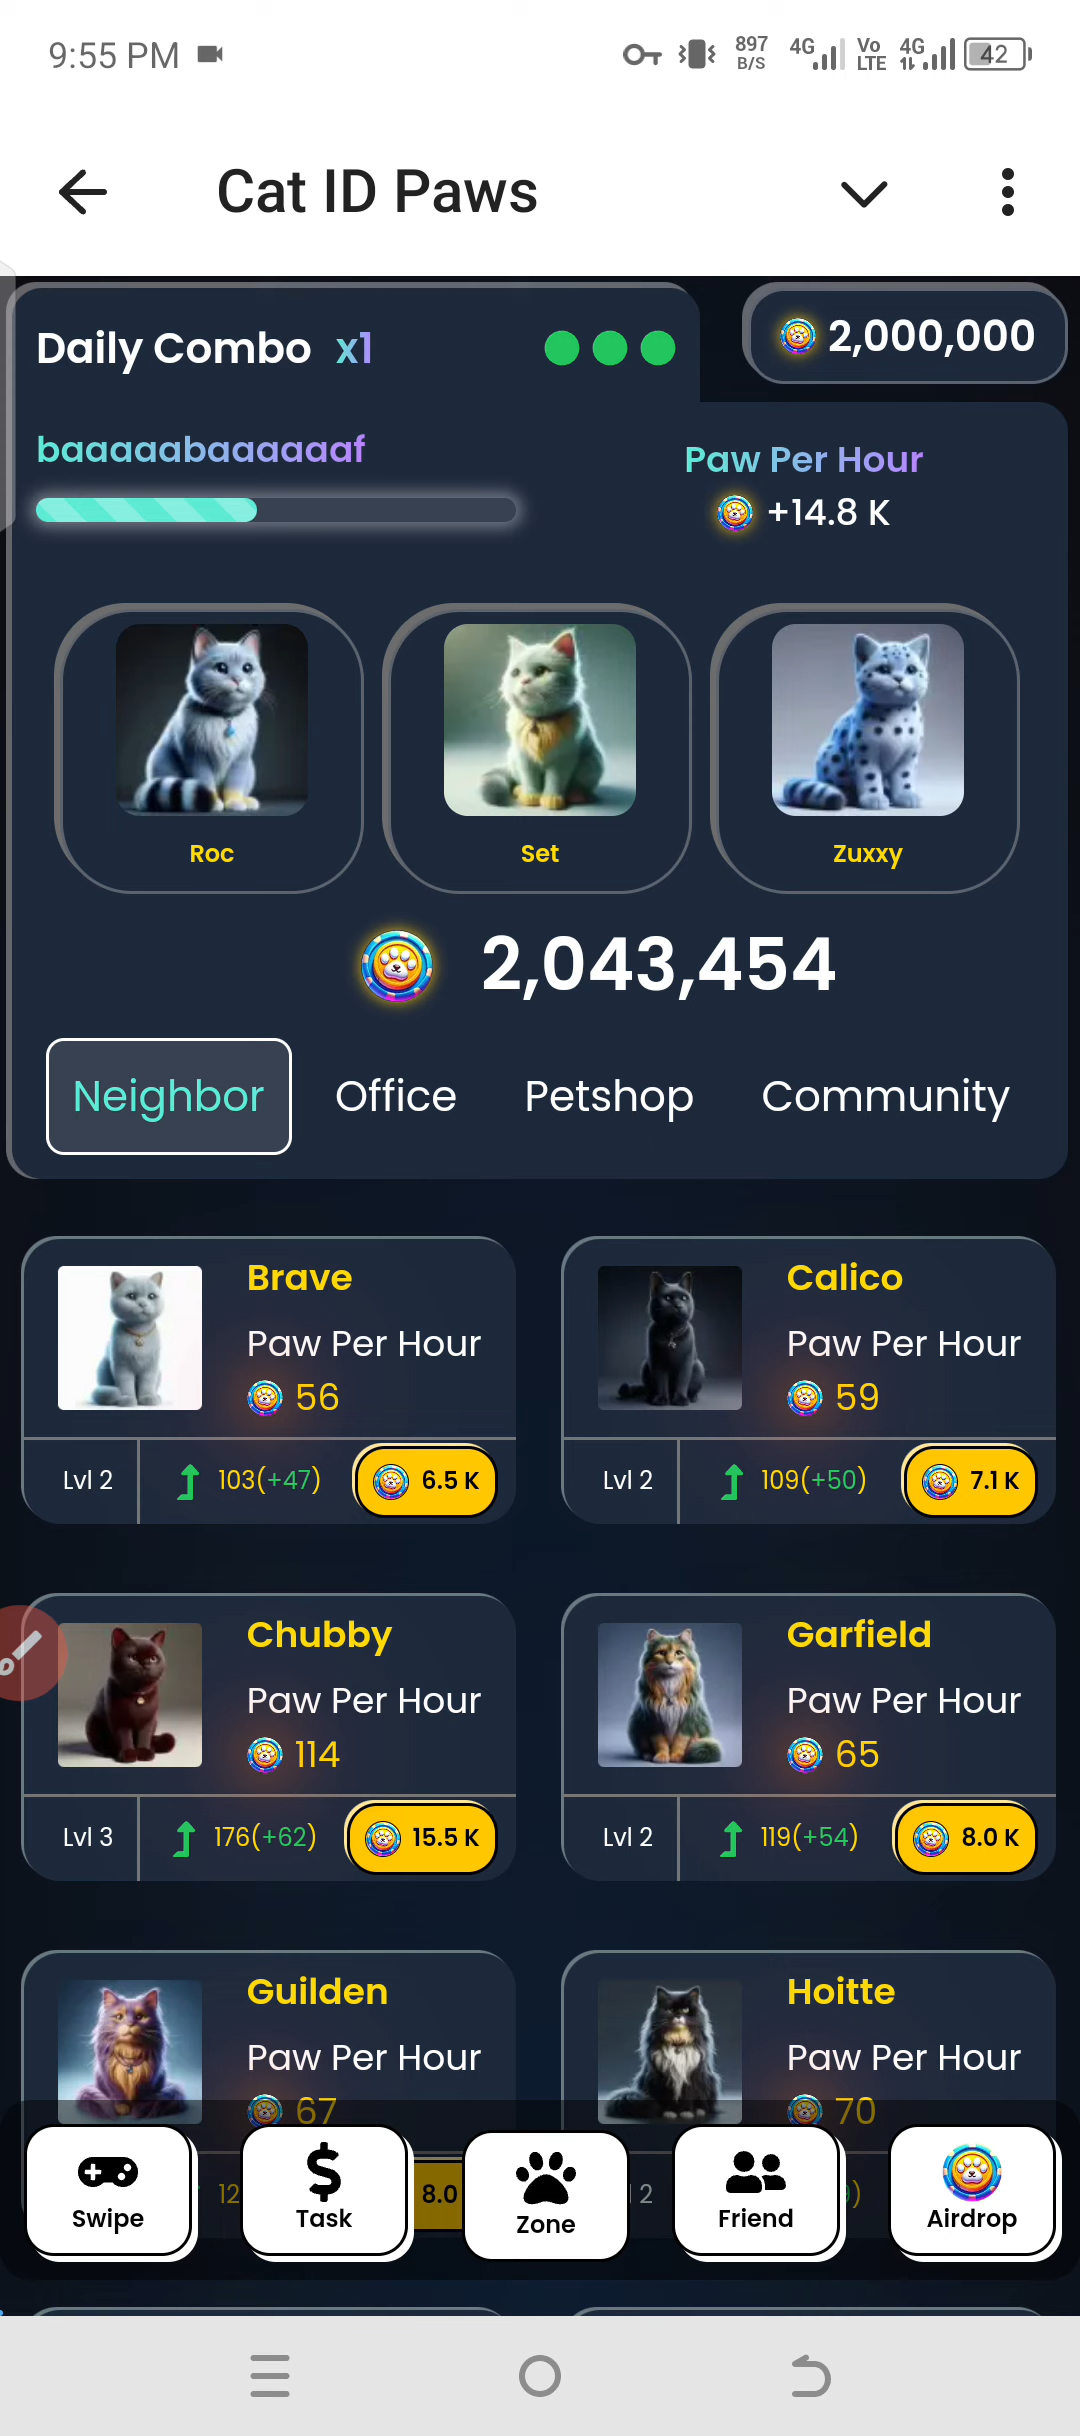 9:55 PM
897 B/S 4G Vo LTE 4G 42
Cat ID Paws
Daily Combo x1
2,000,000
baaaaabaaaaaaf
Paw Per Hour
+14.8 K
Roc
Set
Zuxxy
2,043,454
Neighbor
Office
Petshop
Community
Brave
Paw Per Hour
56
Lvl 2
103(+47)
6.5 K
Calico
Paw Per Hour
59
Lvl 2
109(+50)
7.1 K
Chubby
Paw Per Hour
114
Lvl 3
176(+62)
15.5 K
Garfield
Paw Per Hour
65
Lvl 2
119(+54)
8.0 K
Guilden
Paw Per Hour
67
8.0
Hoitte
Paw Per Hour
70
2
Swipe
Task
Zone
Friend
Airdrop